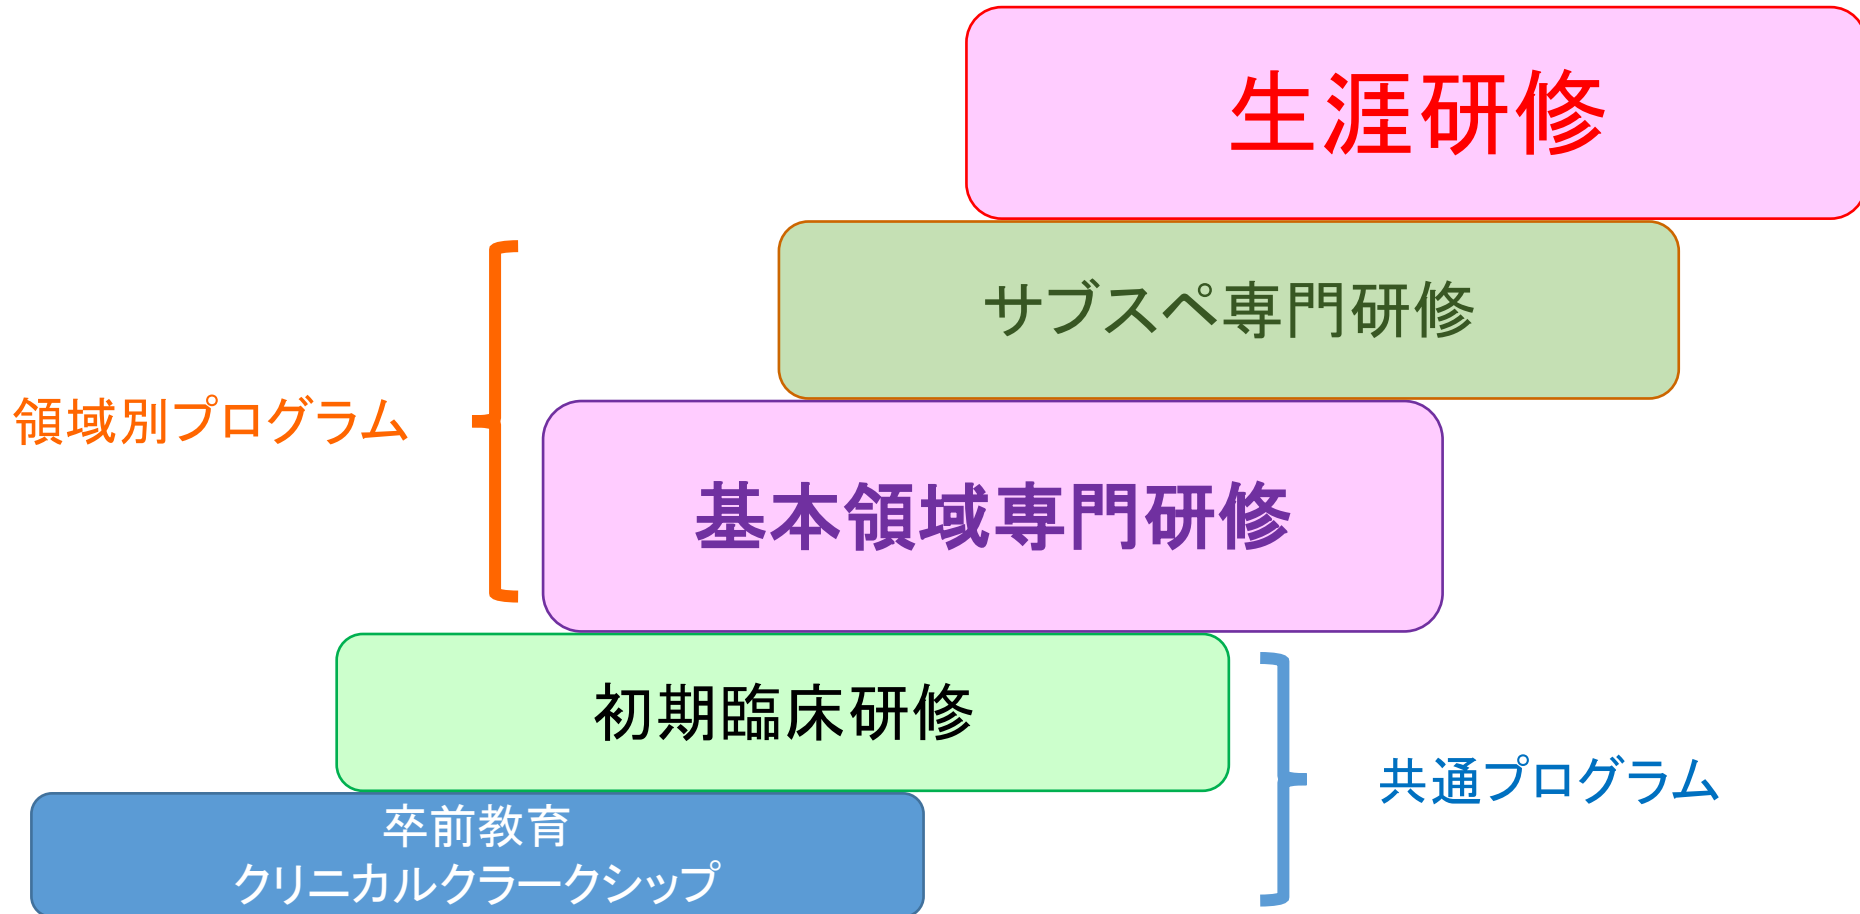 生涯研修
サブスペ専門研修
領域別プログラム
基本領域専門研修
初期臨床研修
共通プログラム
卒前教育
クリニカルクラークシップ